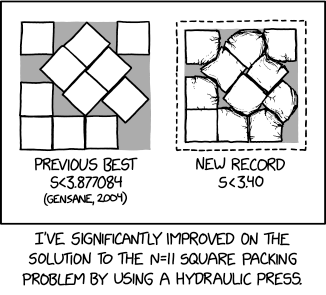 PREVIOUS BEST
S<3.877084
(GENSANE, 2004)
NEW RECORD
S<3.40
I'VE SIGNIFICANTLY IMPROVED ON THE
SOLUTION TO THE N=11 SQUARE PACKING
PROBLEM BY USING A HYDRAULIC PRESS.